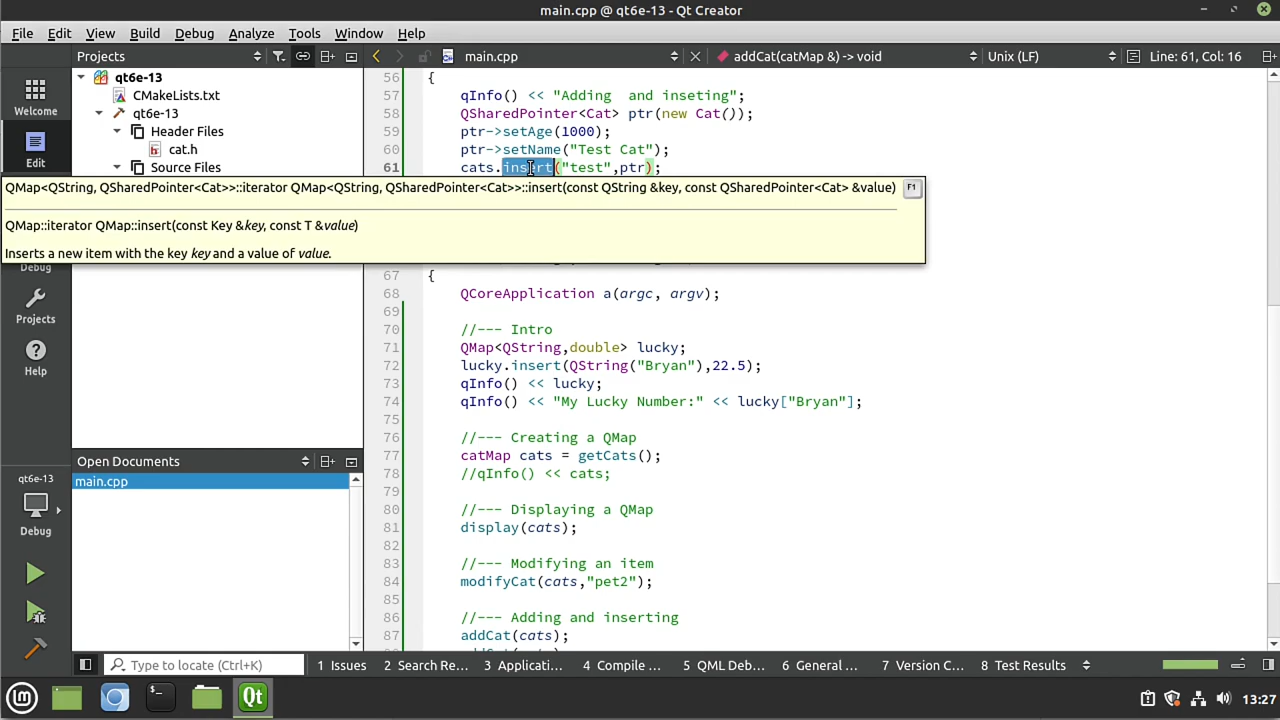 main.cpp @ qt6e-13 - Qt Creator
File Edit View Build Debug Analyze Tools Window Help
Projects main.cpp addCat(catMap &) -> void Unix (LF) Line: 61, Col: 16
Welcome
Edit
Debug
Projects
Help
qt6e-13
Debug
qt6e-13
CMakeLists.txt
qt6e-13
Header Files
cat.h
Source Files
56 {
57 qInfo() << "Adding  and inseting";
58 QSharedPointer<Cat> ptr(new Cat());
59 ptr->setAge(1000);
60 ptr->setName("Test Cat");
61 cats.insert("test",ptr);
QMap<QString, QSharedPointer<Cat>>::iterator QMap<QString, QSharedPointer<Cat>>::insert(const QString &key, const QSharedPointer<Cat> &value) F1
QMap::iterator QMap::insert(const Key &key, const T &value)
Inserts a new item with the key key and a value of value.
67 {
68 QCoreApplication a(argc, argv);
69
70 //--- Intro
71 QMap<QString,double> lucky;
72 lucky.insert(QString("Bryan"),22.5);
73 qInfo() << lucky;
74 qInfo() << "My Lucky Number:" << lucky["Bryan"];
75
76 //--- Creating a QMap
77 catMap cats = getCats();
78 //qInfo() << cats;
79
80 //--- Displaying a QMap
81 display(cats);
82
83 //--- Modifying an item
84 modifyCat(cats,"pet2");
85
86 //--- Adding and inserting
87 addCat(cats);
Open Documents
main.cpp
Type to locate (Ctrl+K) 1 Issues 2 Search Re... 3 Applicati... 4 Compile ... 5 QML Deb... 6 General ... 7 Version C... 8 Test Results
Qt 13:27